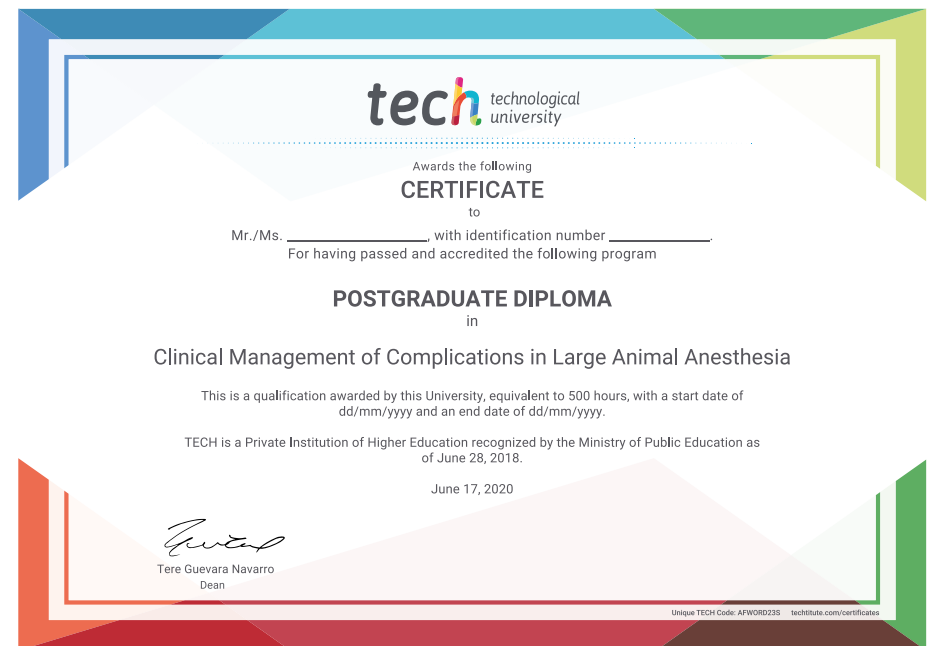 tech technological
university
Awards the following
CERTIFICATE
to
Mr./Ms. ____________________, with identification number ______________.
For having passed and accredited the following program
POSTGRADUATE DIPLOMA
in
Clinical Management of Complications in Large Animal Anesthesia
This is a qualification awarded by this University, equivalent to 500 hours, with a start date of
dd/mm/yyyy and an end date of dd/mm/yyyy.
TECH is a Private Institution of Higher Education recognized by the Ministry of Public Education as
of June 28, 2018.
June 17, 2020
Tere Guevara Navarro
Dean
Unique TECH Code: AFWORD23S techtitute.com/certificates